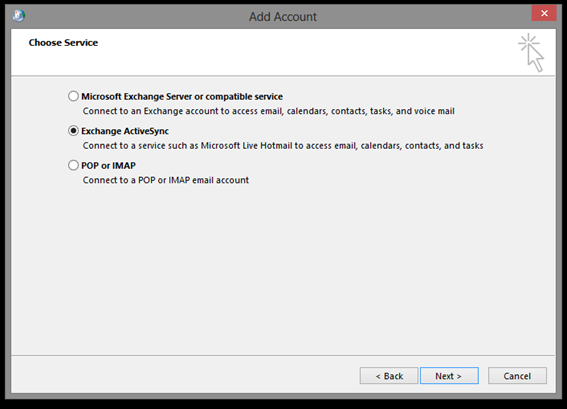 Add Account
Choose Service
Microsoft Exchange Server or compatible service
Connect to an Exchange account to access email, calendars, contacts, tasks, and voice mail
Exchange ActiveSync
Connect to a service such as Microsoft Live Hotmail to access email, calendars, contacts, and tasks
POP or IMAP
Connect to a POP or IMAP email account
< Back Next > Cancel